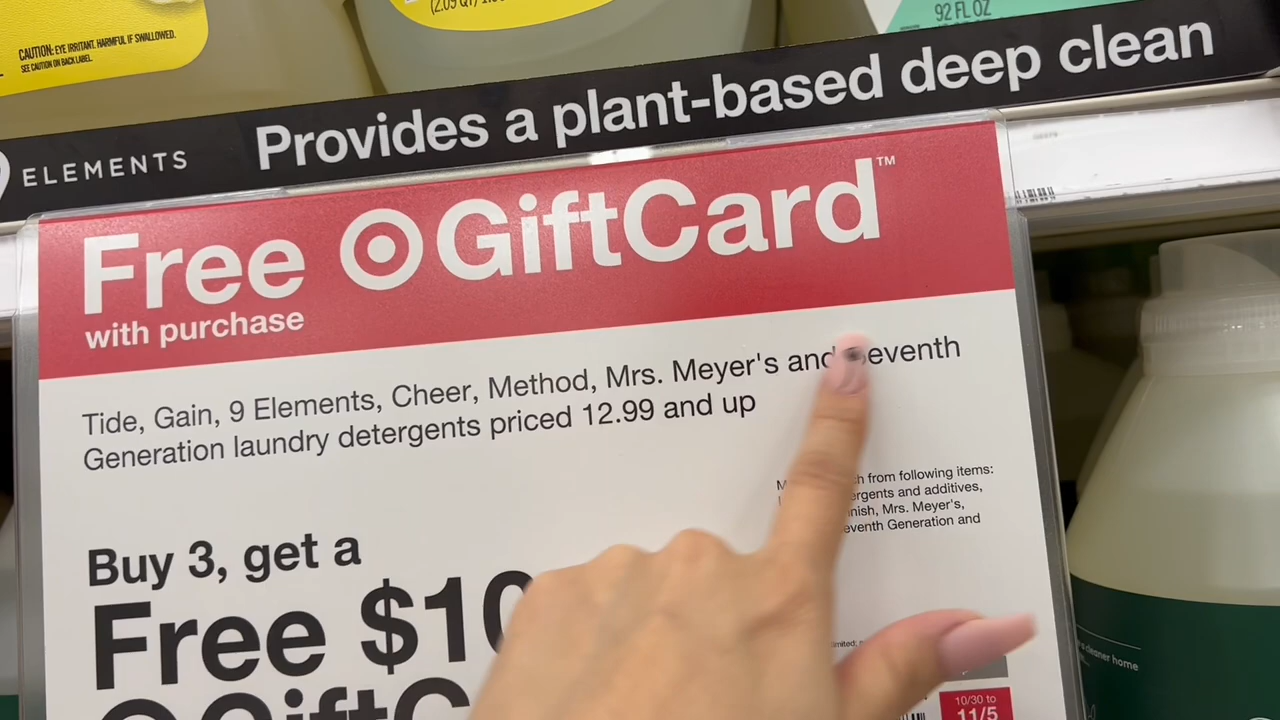 CAUTION: EYE IRRITANT. HARMFUL IF SWALLOWED.
SEE CAUTION ON BACK LABEL.
92 FL OZ
ELEMENTS
Provides a plant-based deep clean
Free GiftCard™
with purchase
Tide, Gain, 9 Elements, Cheer, Method, Mrs. Meyer's and Seventh
Generation laundry detergents priced 12.99 and up
from following items:
and additives,
Mrs. Meyer's,
Generation and
Buy 3, get a
Free $10
cleaner home
10/30 to
11/5